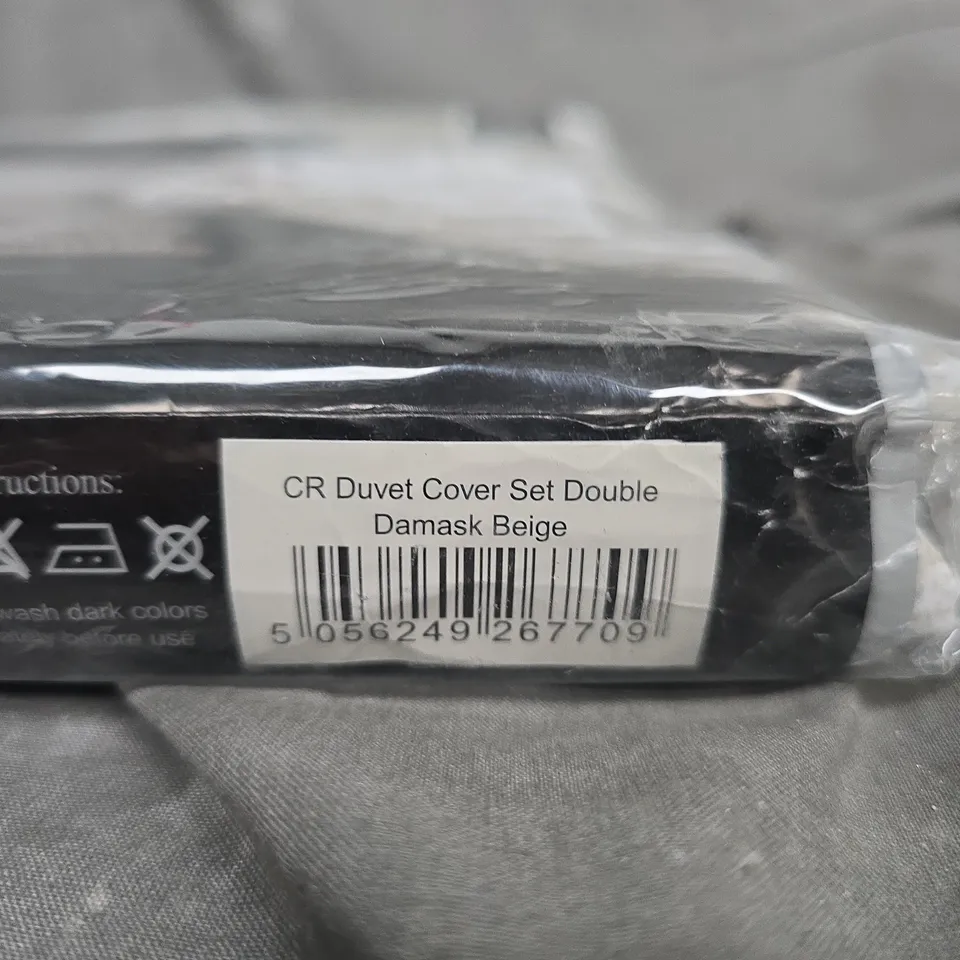 ructions:
CR Duvet Cover Set Double
Damask Beige
wash dark colors
before use
5 056249 267709